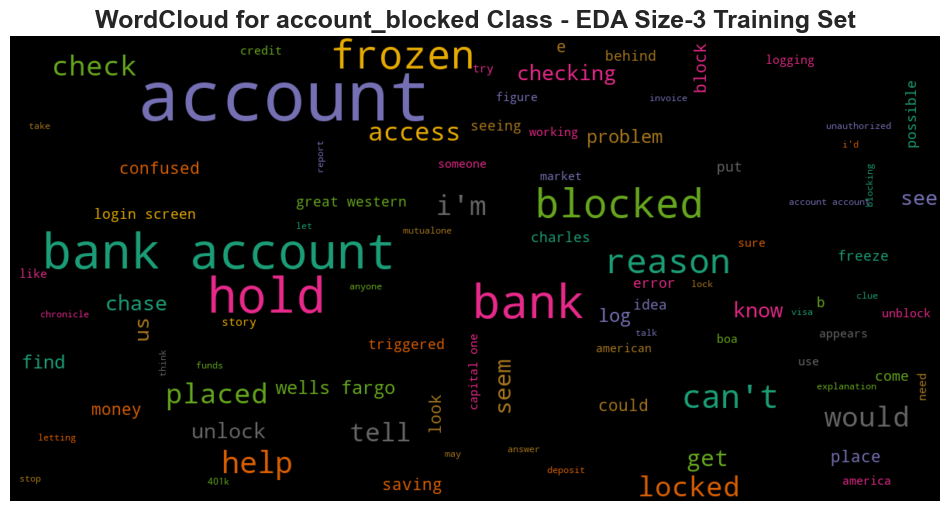 WordCloud for account_blocked Class - EDA Size-3 Training Set
credit
frozen
e
behind
block
logging
check
try
checking
account
figure
invoice
possible
take
access
seeing
working
problem
unauthorized
i'd
report
confused
someone
market
put
blocking
see
login screen
great western
i'm
blocked
account account
let
mutualone
charles
sure
bank account
reason
freeze
like
hold
anyone
bank
error
lock
idea
clue
chase
chronicle
us
story
log
know
visa
b
unblock
talk
boa
appears
triggered
american
find
think
funds
capital one
use
come
explanation
need
placed
wells fargo
seem
can't
money
look
could
would
letting
unlock
tell
may
answer
help
get
place
stop
401k
saving
deposit
locked
america